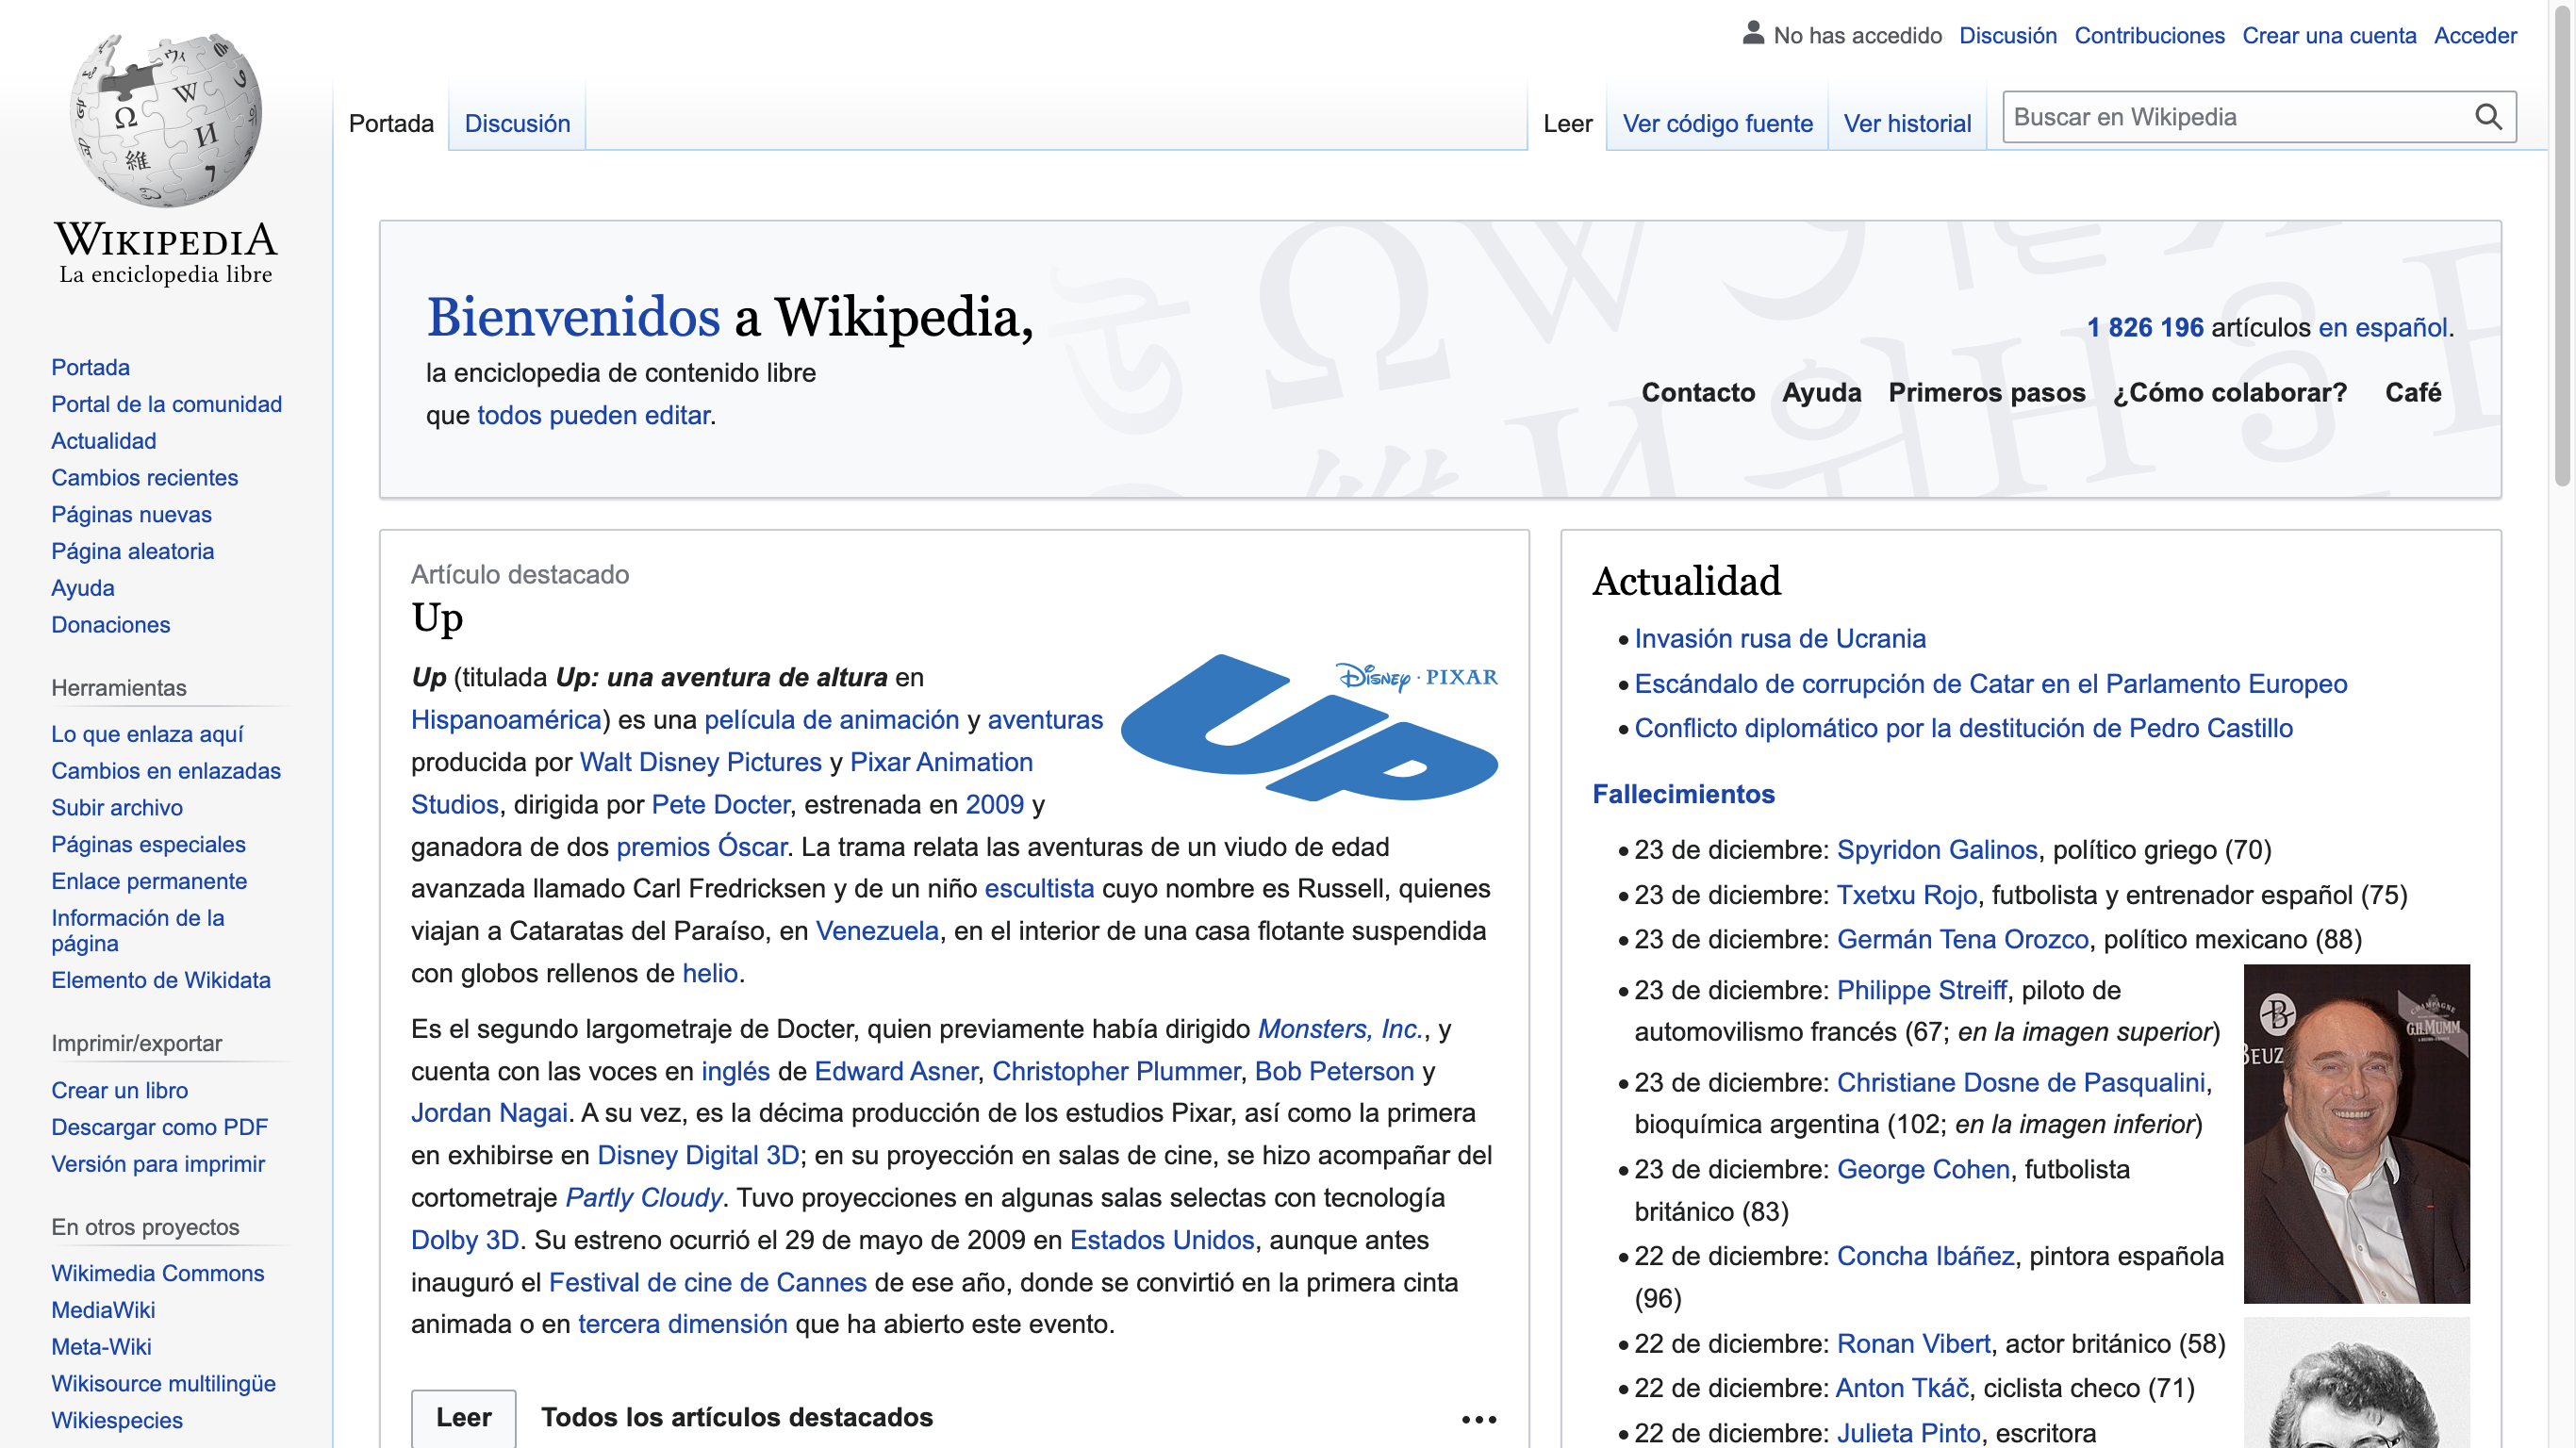 No has accedido Discusión Contribuciones Crear una cuenta Acceder
Portada Discusión Leer Ver código fuente Ver historial Buscar en Wikipedia
WIKIPEDIA
La enciclopedia libre
Portada
Portal de la comunidad
Actualidad
Cambios recientes
Páginas nuevas
Página aleatoria
Ayuda
Donaciones
Herramientas
Lo que enlaza aquí
Cambios en enlazadas
Subir archivo
Páginas especiales
Enlace permanente
Información de la
página
Elemento de Wikidata
Imprimir/exportar
Crear un libro
Descargar como PDF
Versión para imprimir
En otros proyectos
Wikimedia Commons
MediaWiki
Meta-Wiki
Wikisource multilingüe
Wikiespecies
Bienvenidos a Wikipedia,
la enciclopedia de contenido libre
que todos pueden editar.
1 826 196 artículos en español.
Contacto Ayuda Primeros pasos ¿Cómo colaborar? Café
Artículo destacado
Up
Disney · PIXAR
UP
Up (titulada Up: una aventura de altura en
Hispanoamérica) es una película de animación y aventuras
producida por Walt Disney Pictures y Pixar Animation
Studios, dirigida por Pete Docter, estrenada en 2009 y
ganadora de dos premios Óscar. La trama relata las aventuras de un viudo de edad
avanzada llamado Carl Fredricksen y de un niño escultista cuyo nombre es Russell, quienes
viajan a Cataratas del Paraíso, en Venezuela, en el interior de una casa flotante suspendida
con globos rellenos de helio.
Es el segundo largometraje de Docter, quien previamente había dirigido Monsters, Inc., y
cuenta con las voces en inglés de Edward Asner, Christopher Plummer, Bob Peterson y
Jordan Nagai. A su vez, es la décima producción de los estudios Pixar, así como la primera
en exhibirse en Disney Digital 3D; en su proyección en salas de cine, se hizo acompañar del
cortometraje Partly Cloudy. Tuvo proyecciones en algunas salas selectas con tecnología
Dolby 3D. Su estreno ocurrió el 29 de mayo de 2009 en Estados Unidos, aunque antes
inauguró el Festival de cine de Cannes de ese año, donde se convirtió en la primera cinta
animada o en tercera dimensión que ha abierto este evento.
Leer Todos los artículos destacados
Actualidad
• Invasión rusa de Ucrania
• Escándalo de corrupción de Catar en el Parlamento Europeo
• Conflicto diplomático por la destitución de Pedro Castillo
Fallecimientos
• 23 de diciembre: Spyridon Galinos, político griego (70)
• 23 de diciembre: Txetxu Rojo, futbolista y entrenador español (75)
• 23 de diciembre: Germán Tena Orozco, político mexicano (88)
• 23 de diciembre: Philippe Streiff, piloto de
automovilismo francés (67; en la imagen superior)
• 23 de diciembre: Christiane Dosne de Pasqualini,
bioquímica argentina (102; en la imagen inferior)
• 23 de diciembre: George Cohen, futbolista
británico (83)
• 22 de diciembre: Concha Ibáñez, pintora española
(96)
• 22 de diciembre: Ronan Vibert, actor británico (58)
• 22 de diciembre: Anton Tkáč, ciclista checo (71)
• 22 de diciembre: Julieta Pinto, escritora
CHAMPAGNE
G.H.MUMM
BEUZ